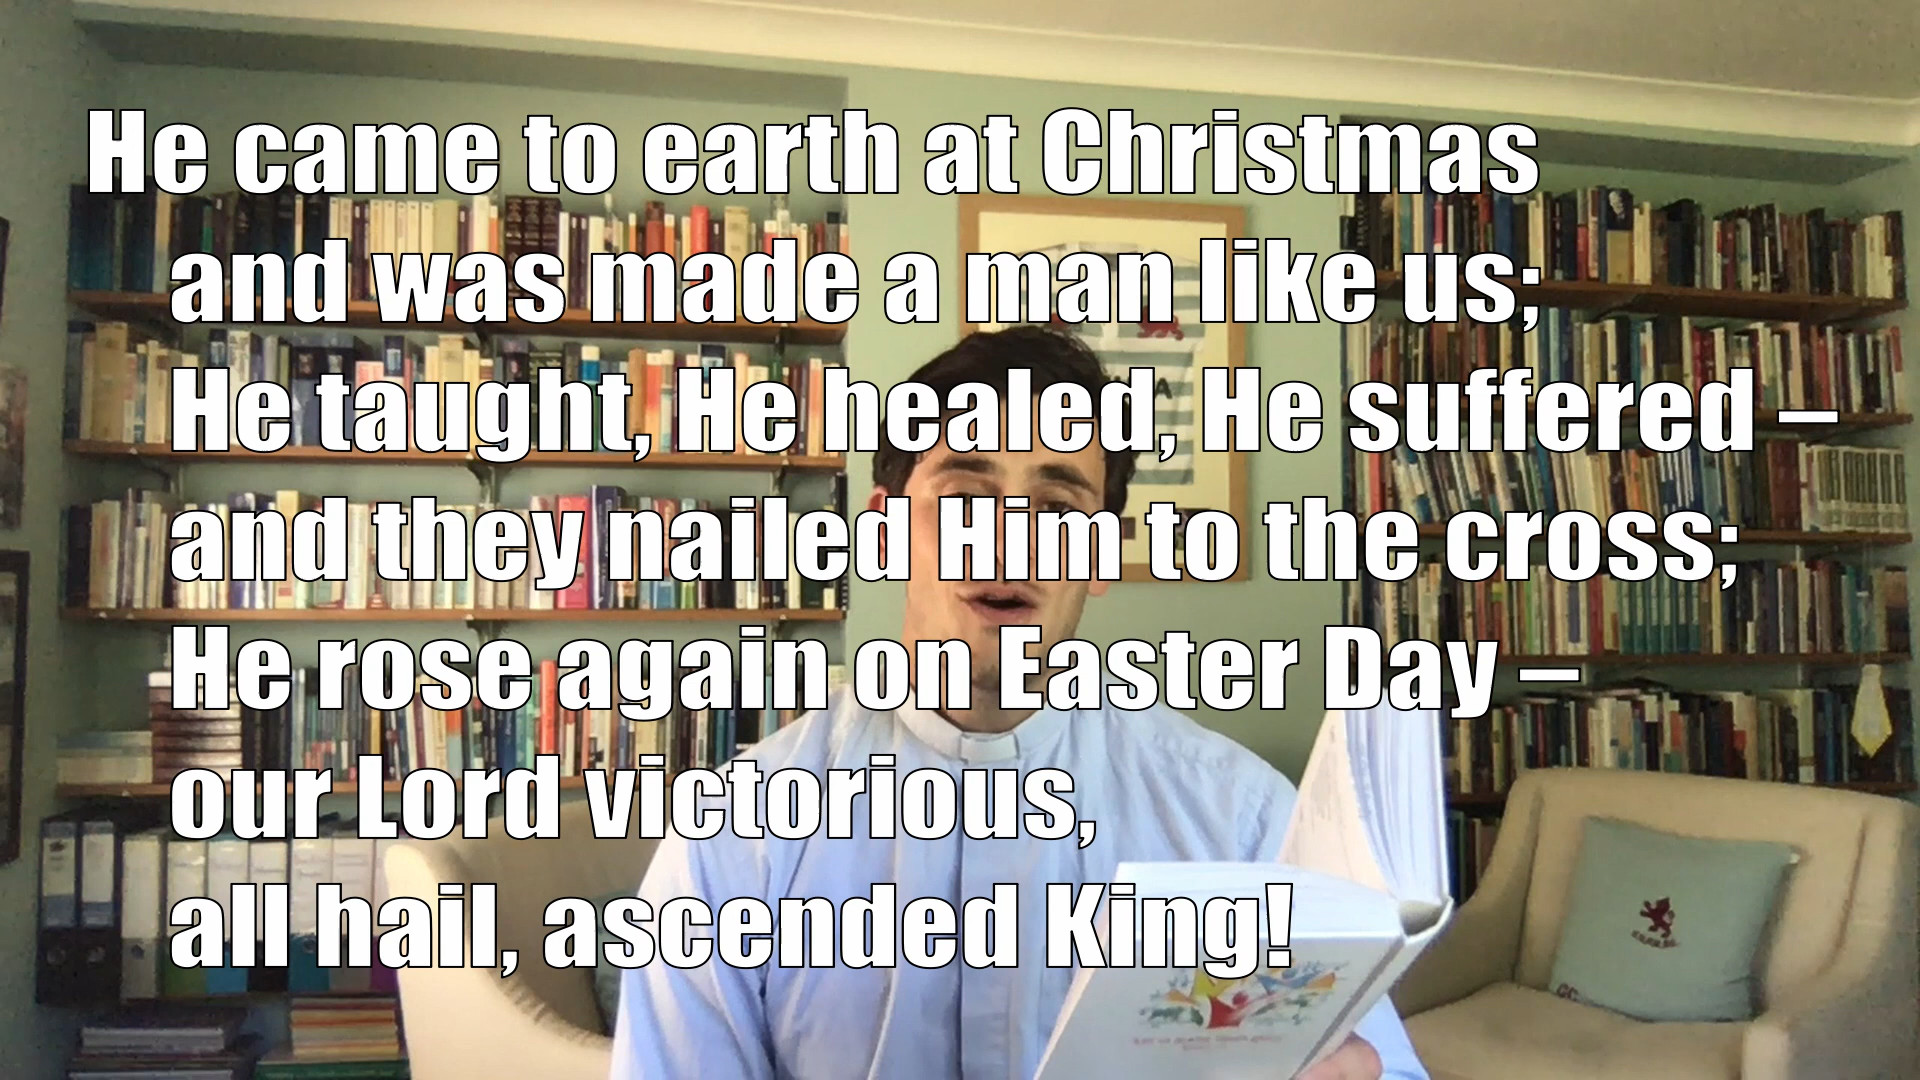 He came to earth at Christmas
and was made a man like us;
He taught, He healed, He suffered –
and they nailed Him to the cross;
He rose again on Easter Day –
our Lord victorious,
all hail, ascended King!